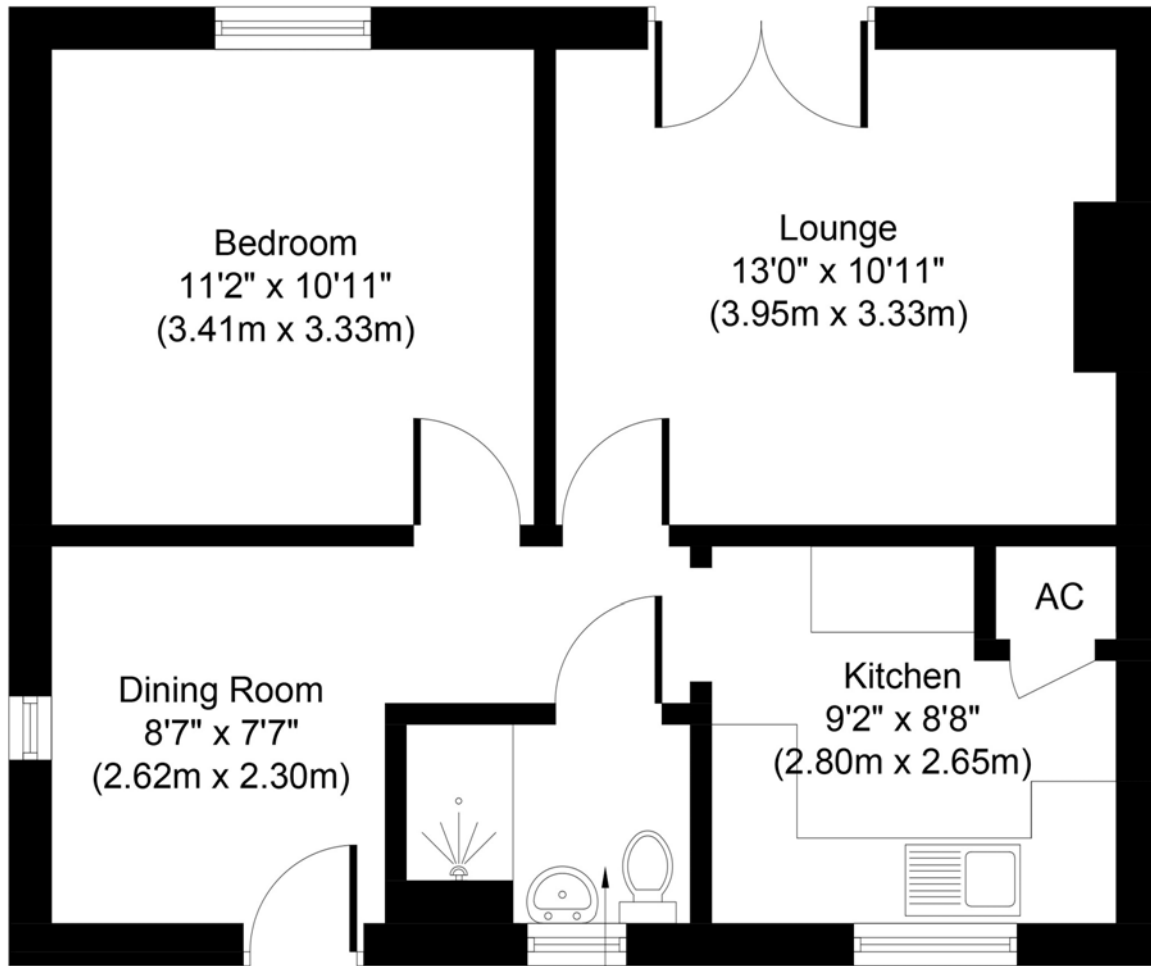 Bedroom
11'2" x 10'11"
(3.41m x 3.33m)
Lounge
13'0" x 10'11"
(3.95m x 3.33m)
AC
Dining Room
8'7" x 7'7"
(2.62m x 2.30m)
Kitchen
9'2" x 8'8"
(2.80m x 2.65m)